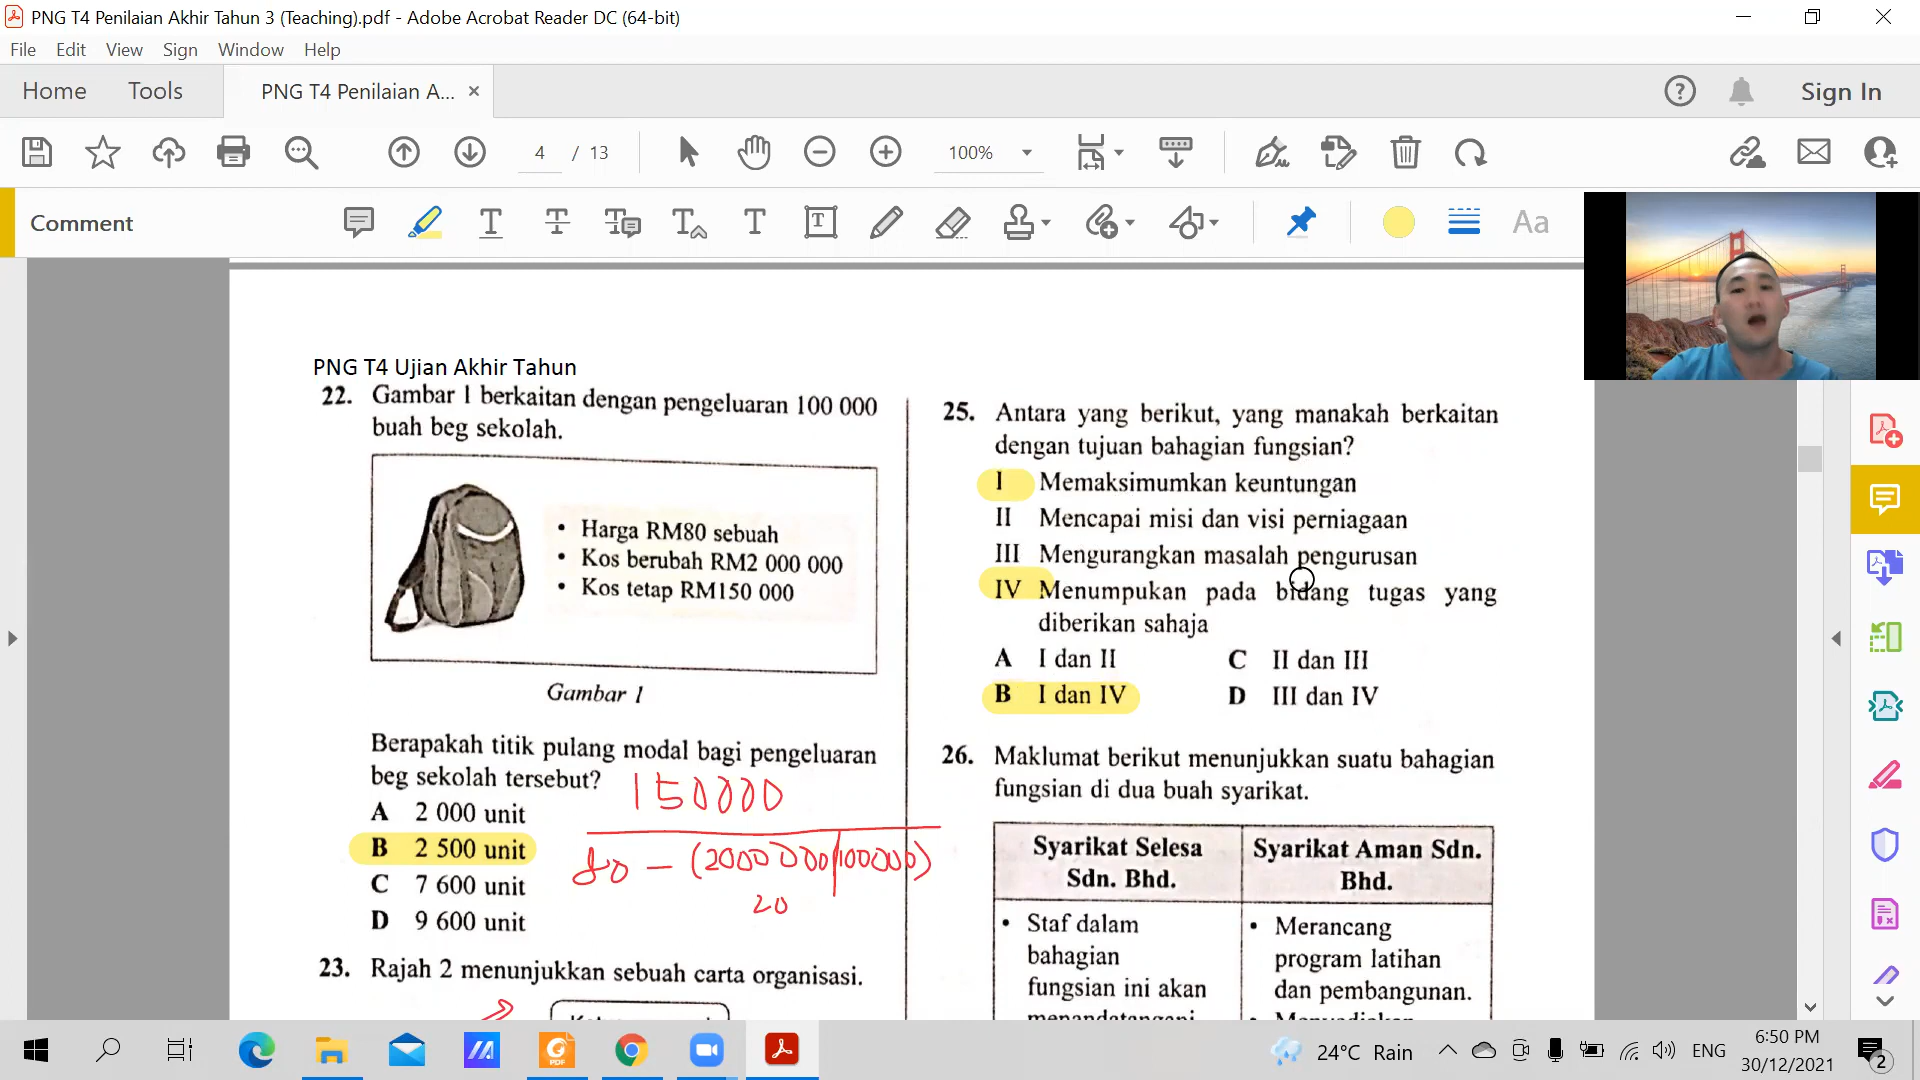 PNG T4 Penilaian Akhir Tahun 3 (Teaching).pdf - Adobe Acrobat Reader DC (64-bit)
File Edit View Sign Window Help
Home Tools PNG T4 Penilaian A... × Sign In
4 / 13 100%
Comment Aa
PNG T4 Ujian Akhir Tahun
22. Gambar 1 berkaitan dengan pengeluaran 100 000
buah beg sekolah.
• Harga RM80 sebuah
• Kos berubah RM2 000 000
• Kos tetap RM150 000
Gambar 1
Berapakah titik pulang modal bagi pengeluaran
beg sekolah tersebut?
150000
A 2 000 unit
B 2 500 unit
80 - (2000000/100000)
20
C 7 600 unit
D 9 600 unit
23. Rajah 2 menunjukkan sebuah carta organisasi.
25. Antara yang berikut, yang manakah berkaitan
dengan tujuan bahagian fungsian?
I Memaksimumkan keuntungan
II Mencapai misi dan visi perniagaan
III Mengurangkan masalah pengurusan
IV Menumpukan pada bidang tugas yang
diberikan sahaja
A I dan II C II dan III
B I dan IV D III dan IV
26. Maklumat berikut menunjukkan suatu bahagian
fungsian di dua buah syarikat.
Syarikat Selesa
Sdn. Bhd.
Syarikat Aman Sdn.
Bhd.
• Staf dalam
bahagian
fungsian ini akan
menandatangani
• Merancang
program latihan
dan pembangunan.
24°C Rain
ENG
6:50 PM
30/12/2021
2